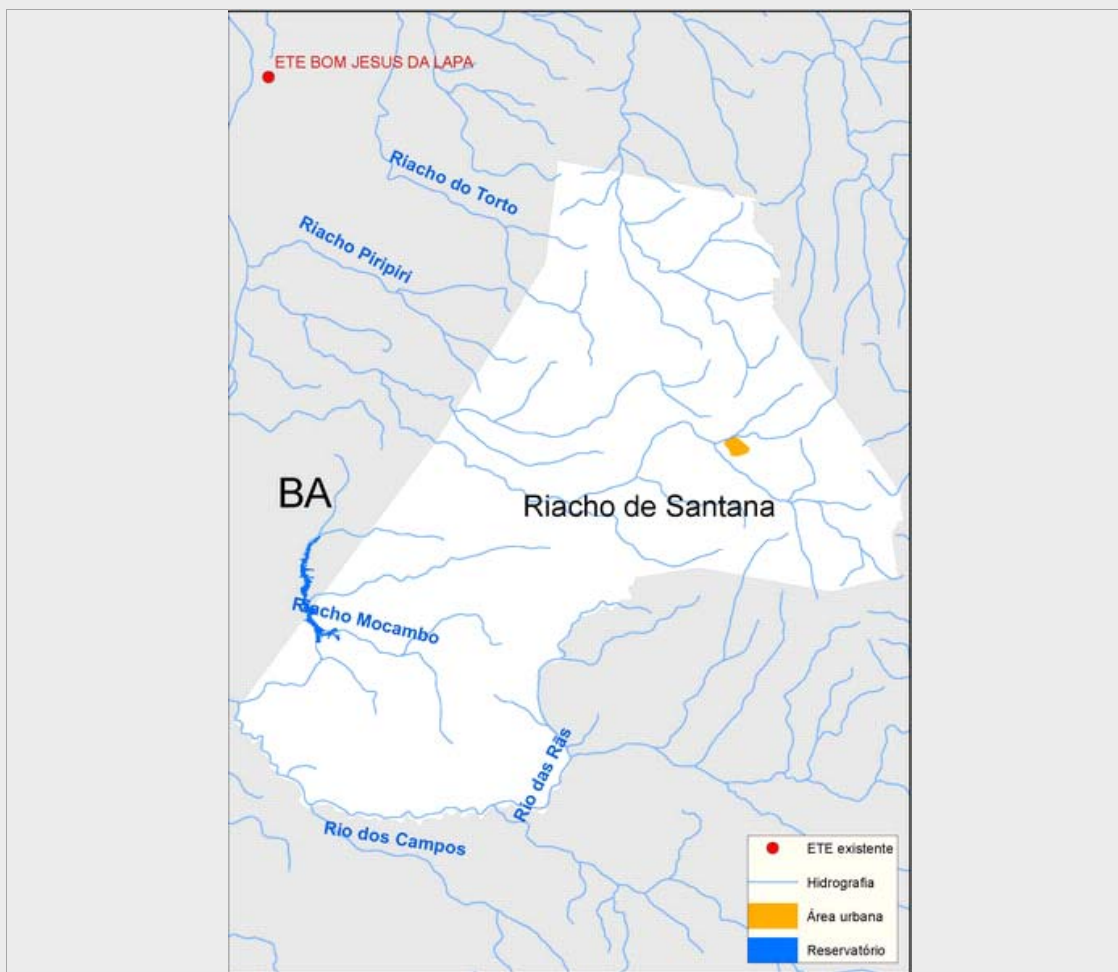 ETE BOM JESUS DA LAPA
Riacho do Torto
Riacho Piripiri
BA
Riacho de Santana
Riacho Mocambo
Rio das Rãs
Rio dos Campos
ETE existente
Hidrografia
Área urbana
Reservatório